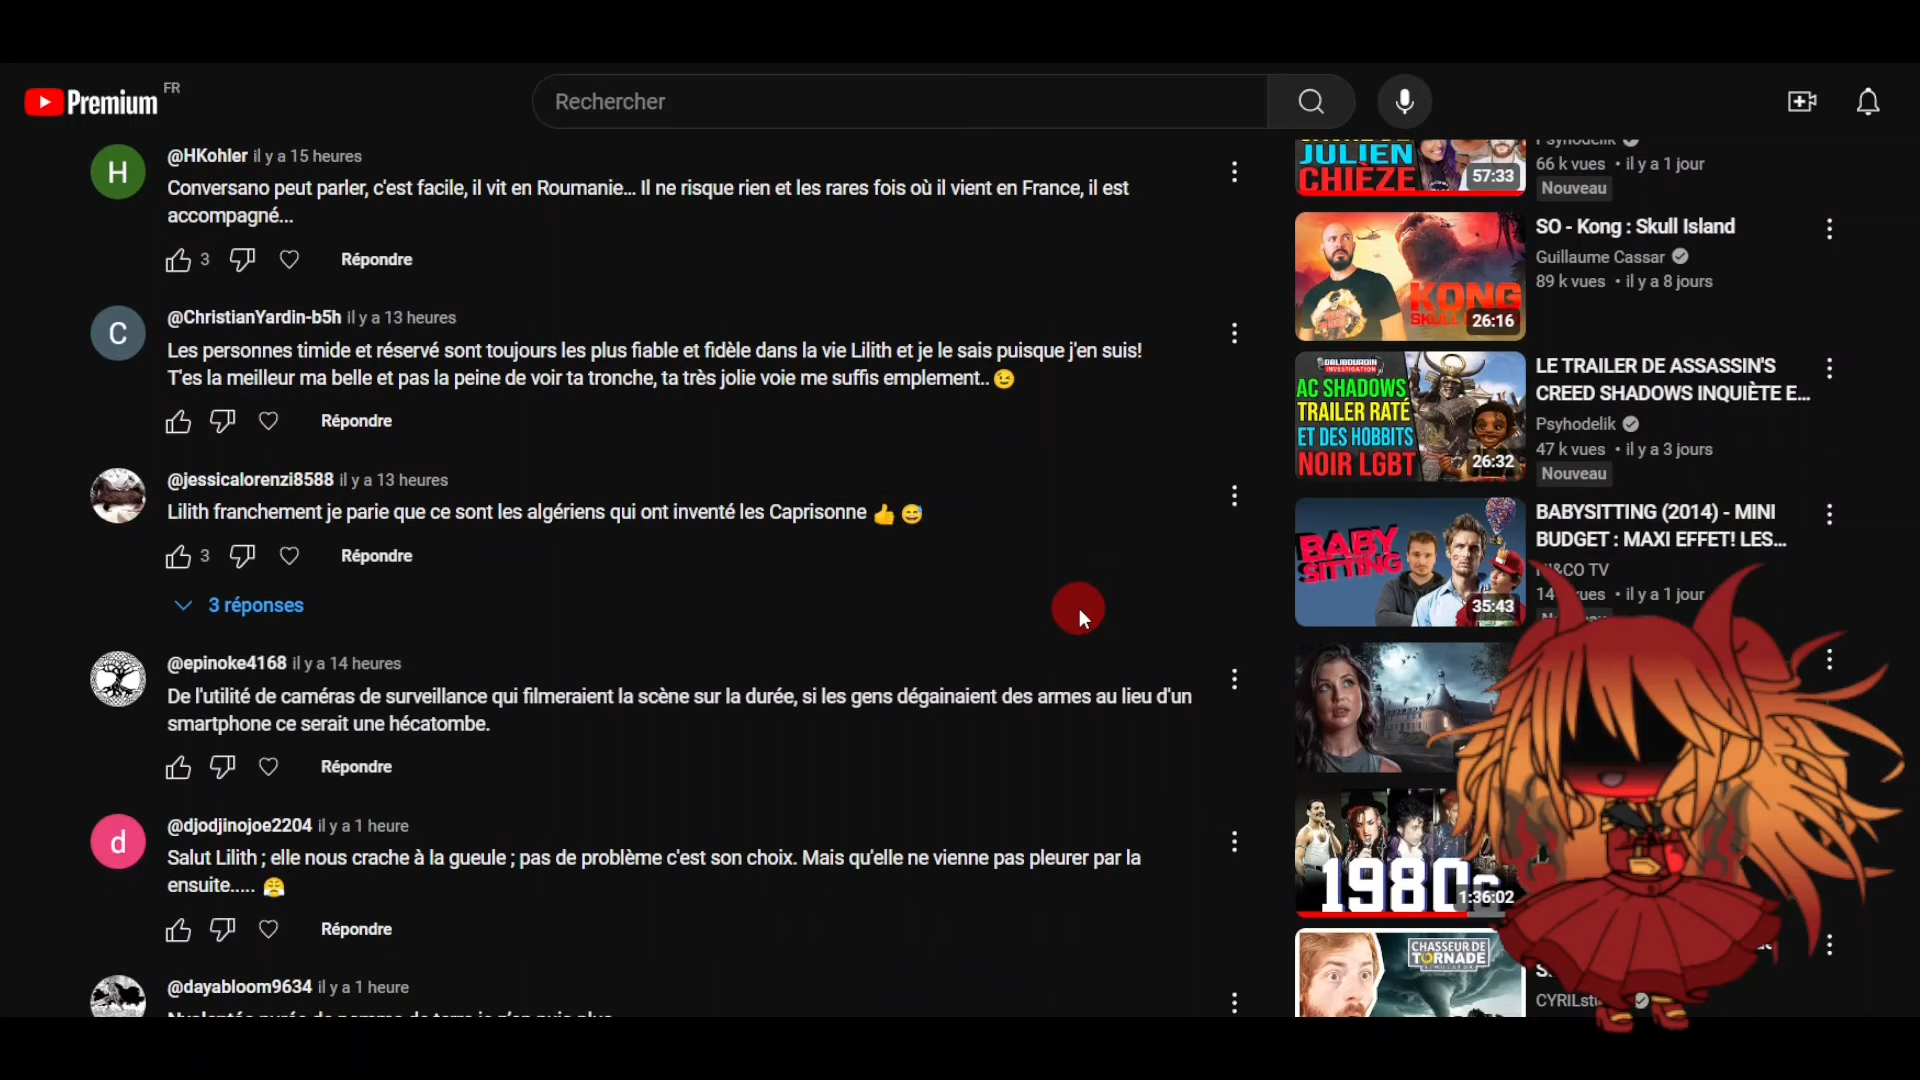 Premium
FR
Rechercher
@HKohler il y a 15 heures
Conversano peut parler, c'est facile, il vit en Roumanie... Il ne risque rien et les rares fois où il vient en France, il est
accompagné...
3
Répondre
@ChristianYardin-b5h il y a 13 heures
Les personnes timide et réservé sont toujours les plus fiable et fidèle dans la vie Lilith et je le sais puisque j'en suis!
T'es la meilleur ma belle et pas la peine de voir ta tronche, ta très jolie voie me suffis emplement.. 😉
Répondre
@jessicalorenzi8588 il y a 13 heures
Lilith franchement je parie que ce sont les algériens qui ont inventé les Caprisonne 👍 😅
3
Répondre
3 réponses
@epinoke4168 il y a 14 heures
De l'utilité de caméras de surveillance qui filmeraient la scène sur la durée, si les gens dégainaient des armes au lieu d'un
smartphone ce serait une hécatombe.
Répondre
@djodjinojoe2204 il y a 1 heure
Salut Lilith ; elle nous crache à la gueule ; pas de problème c'est son choix. Mais qu'elle ne vienne pas pleurer par la
ensuite..... 😤
Répondre
@dayabloom9634 il y a 1 heure
H
C
d
JULIEN
CHIÈZE
57:33
Psyhodelik
66 k vues • il y a 1 jour
Nouveau
KONG
26:16
SO - Kong : Skull Island
Guillaume Cassar
89 k vues • il y a 8 jours
DALIBOURDIN
INVESTIGATION
AC SHADOWS
TRAILER RATÉ
ET DES HOBBITS
NOIR LGBT
26:32
LE TRAILER DE ASSASSIN'S
CREED SHADOWS INQUIÈTE E...
Psyhodelik
47 k vues • il y a 3 jours
Nouveau
BABY
SITTING
35:43
BABYSITTING (2014) - MINI
BUDGET : MAXI EFFET! LES...
&CO TV
vues • il y a 1 jour
1980s
1:36:02
CHASSEUR DE
TORNADE